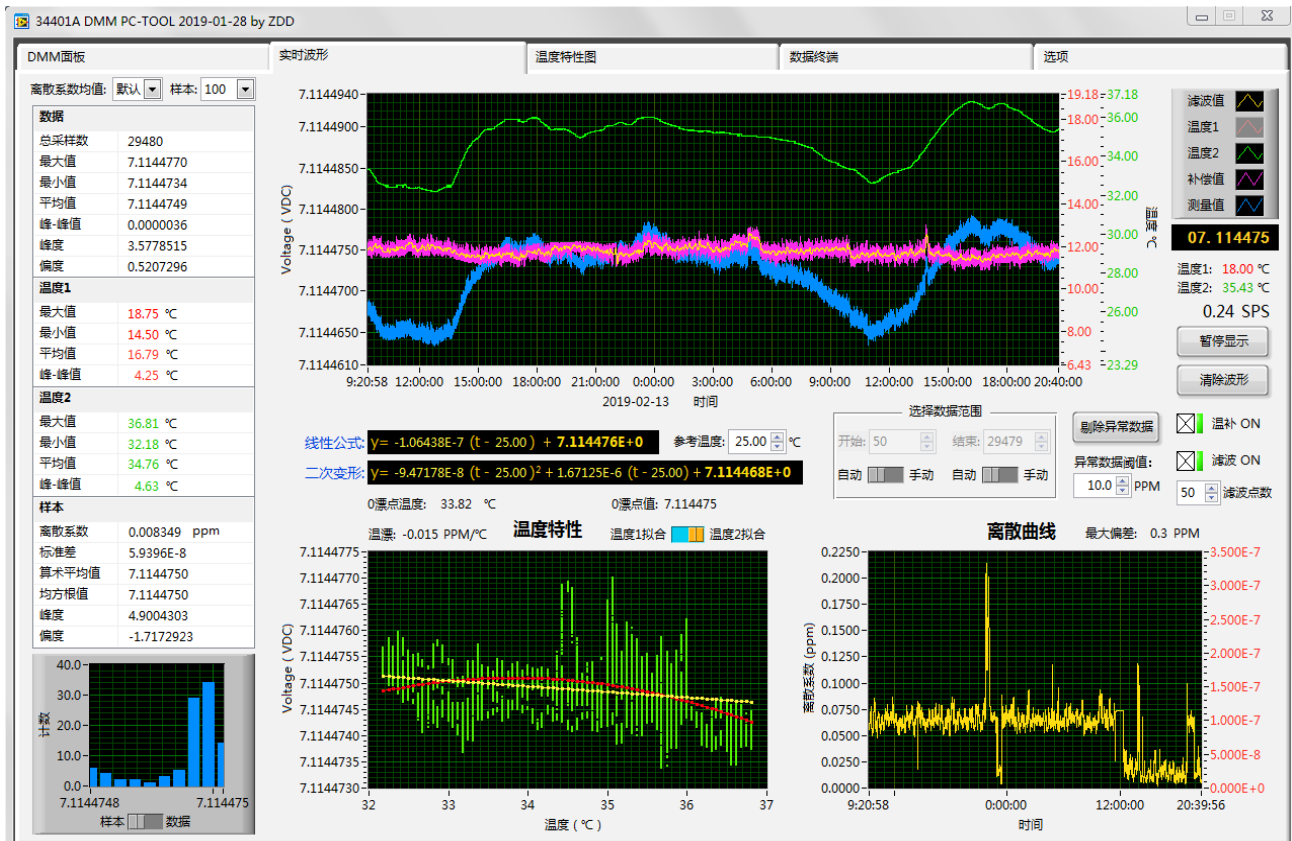 34401A DMM PC-TOOL 2019-01-28 by ZDD
DMM面板 实时波形 温度特性图 数据终端 选项
离散系数均值: 默认 样本: 100
数据
总采样数 29480
最大值 7.1144770
最小值 7.1144734
平均值 7.1144749
峰-峰值 0.0000036
峰度 3.5778515
偏度 0.5207296
温度1
最大值 18.75 ℃
最小值 14.50 ℃
平均值 16.79 ℃
峰-峰值 4.25 ℃
温度2
最大值 36.81 ℃
最小值 32.18 ℃
平均值 34.76 ℃
峰-峰值 4.63 ℃
样本
离散系数 0.008349 ppm
标准差 5.9396E-8
算术平均值 7.1144750
均方根值 7.1144750
峰度 4.9004303
偏度 -1.7172923
计数
40.0
30.0
20.0
10.0
0.0
7.1144748 7.114475
样本 数据
Voltage ( VDC)
7.1144940
7.1144900
7.1144850
7.1144800
7.1144750
7.1144700
7.1144650
7.1144610
19.18
18.00
16.00
14.00
12.00
10.00
8.00
6.43
37.18
36.00
34.00
32.00
30.00
28.00
26.00
23.29
温度 ℃
9:20:58 12:00:00 15:00:00 18:00:00 21:00:00 0:00:00 3:00:00 6:00:00 9:00:00 12:00:00 15:00:00 18:00:00 20:40:00
2019-02-13 时间
滤波值
温度1
温度2
补偿值
测量值
07.114475
温度1: 18.00 ℃
温度2: 35.43 ℃
0.24 SPS
暂停显示
清除波形
线性公式: y= -1.06438E-7 (t - 25.00 ) + 7.114476E+0 参考温度: 25.00 ℃
二次变形: y= -9.47178E-8 (t - 25.00 )² + 1.67125E-6 (t - 25.00) + 7.114468E+0
0漂点温度: 33.82 ℃ 0漂点值: 7.114475
选择数据范围
开始: 50 结束: 29479
自动 手动 自动 手动
剔除异常数据
异常数据阈值:
10.0 PPM
温补 ON
滤波 ON
50 滤波点数
温漂: -0.015 PPM/℃ 温度特性 温度1拟合 温度2拟合
Voltage ( VDC)
7.1144775
7.1144770
7.1144765
7.1144760
7.1144755
7.1144750
7.1144745
7.1144740
7.1144735
7.1144730
32 33 34 35 36 37
温度 ( ℃ )
离散曲线 最大偏差: 0.3 PPM
离散系数 (ppm)
0.2250
0.2000
0.1750
0.1500
0.1250
0.1000
0.0750
0.0500
0.0250
0.0000
3.500E-7
3.000E-7
2.500E-7
2.000E-7
1.500E-7
1.000E-7
5.000E-8
0.000E+0
9:20:58 0:00:00 12:00:00 20:39:56
时间